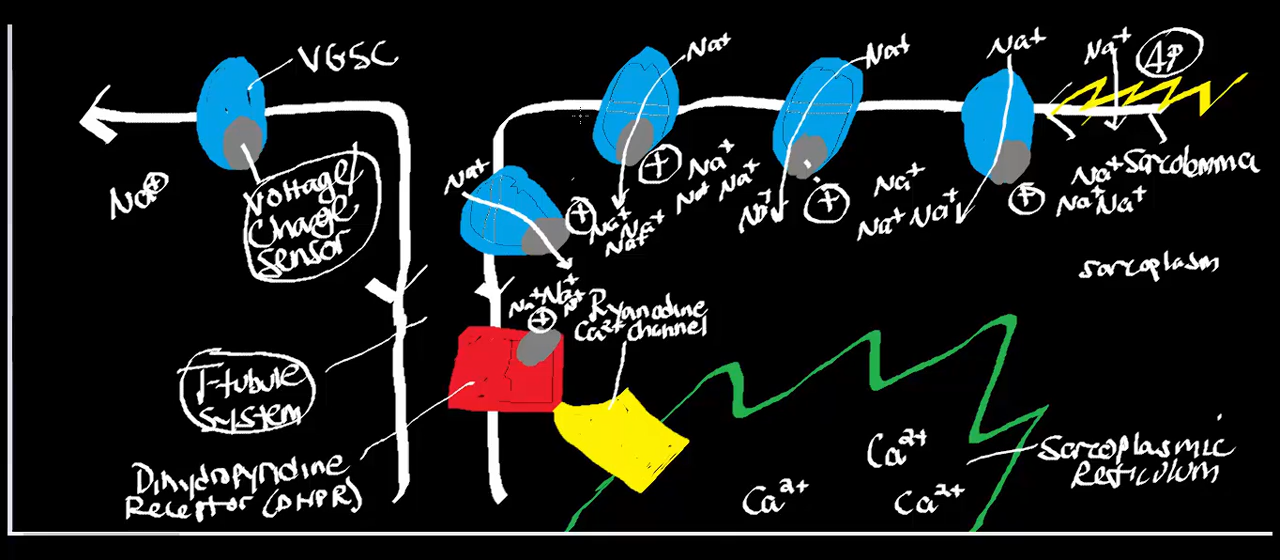 VGSC
Na+
Na+
Na+
Na+
AP
Na+
Voltage/
Charge
Sensor
Na+
+
Na+
Na+ Na+
Na+
+
Na+
Na+ Na+
+
Na+
Na+ Na+
Sarcolemma
Na+
+
Na+
Na+
Na+
sarcoplasm
Na+ Na+
+
Ryanodine
Ca2+ channel
T-tubule
System
Dihydropyridine
Receptor (DHPR)
Ca2+
Ca2+
Ca2+
Sarcoplasmic
Resticulum